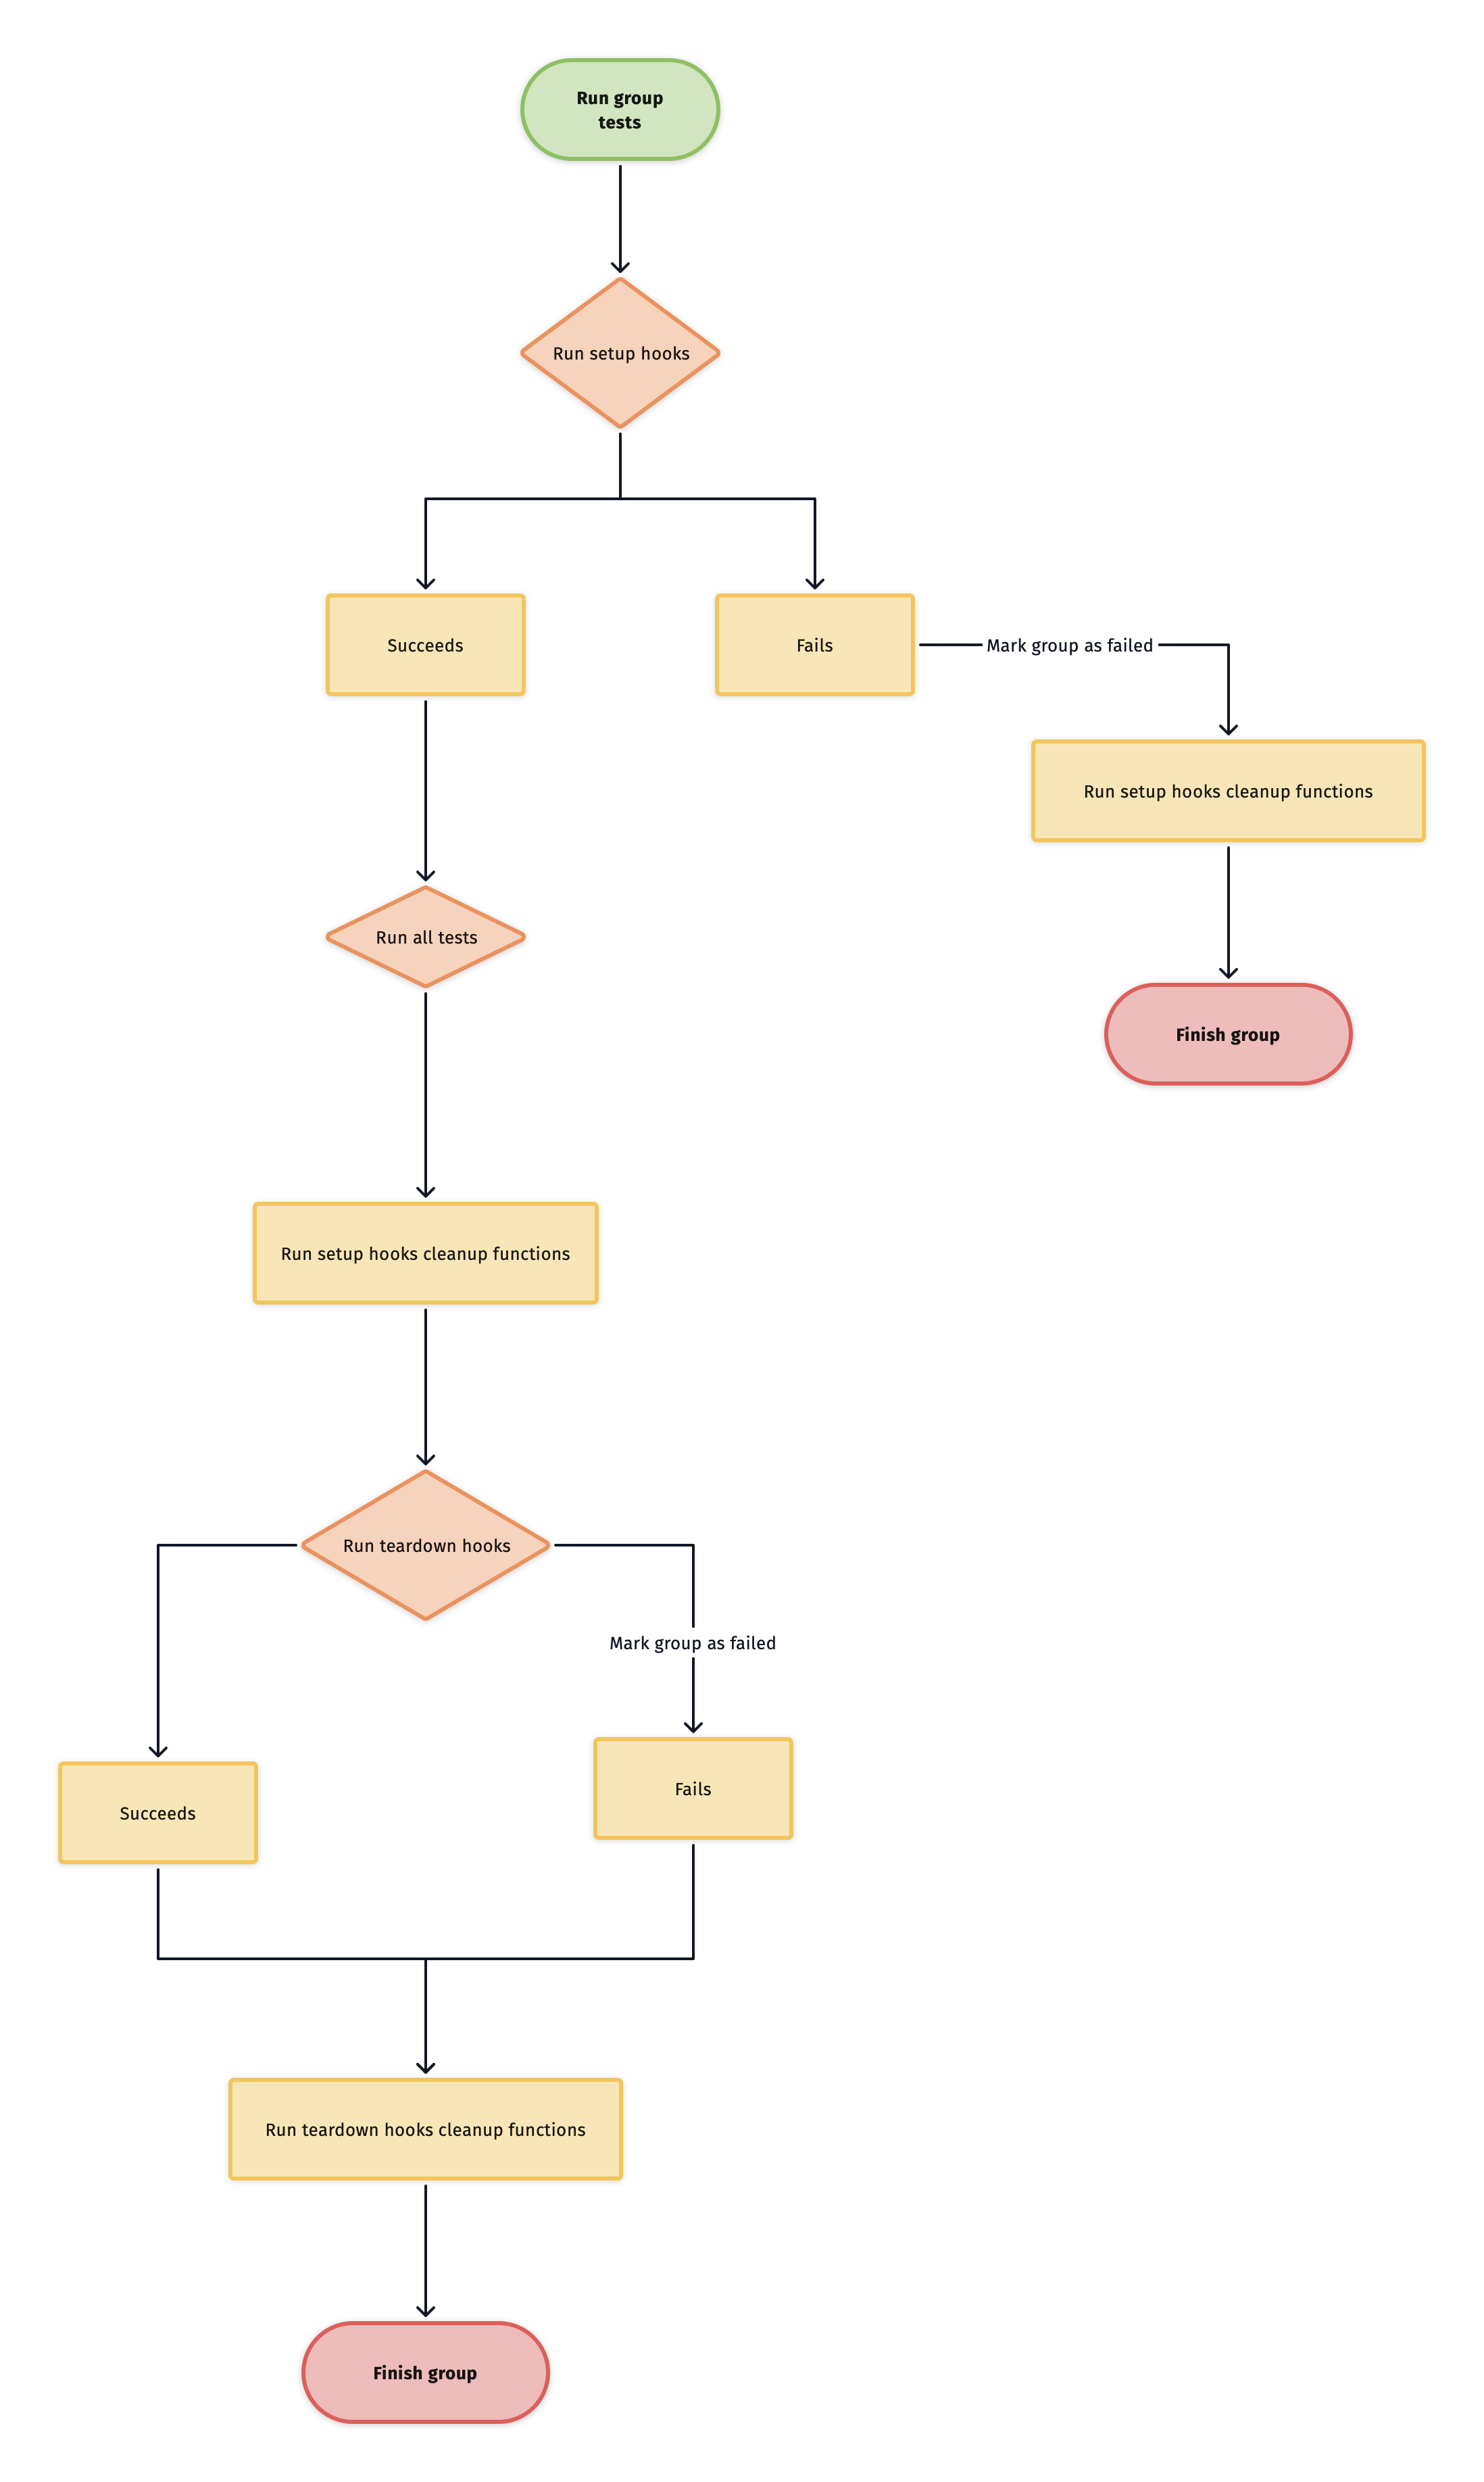 Run group
tests
Run setup hooks
Succeeds
Fails
Mark group as failed
Run setup hooks cleanup functions
Run all tests
Finish group
Run setup hooks cleanup functions
Run teardown hooks
Mark group as failed
Fails
Succeeds
Run teardown hooks cleanup functions
Finish group